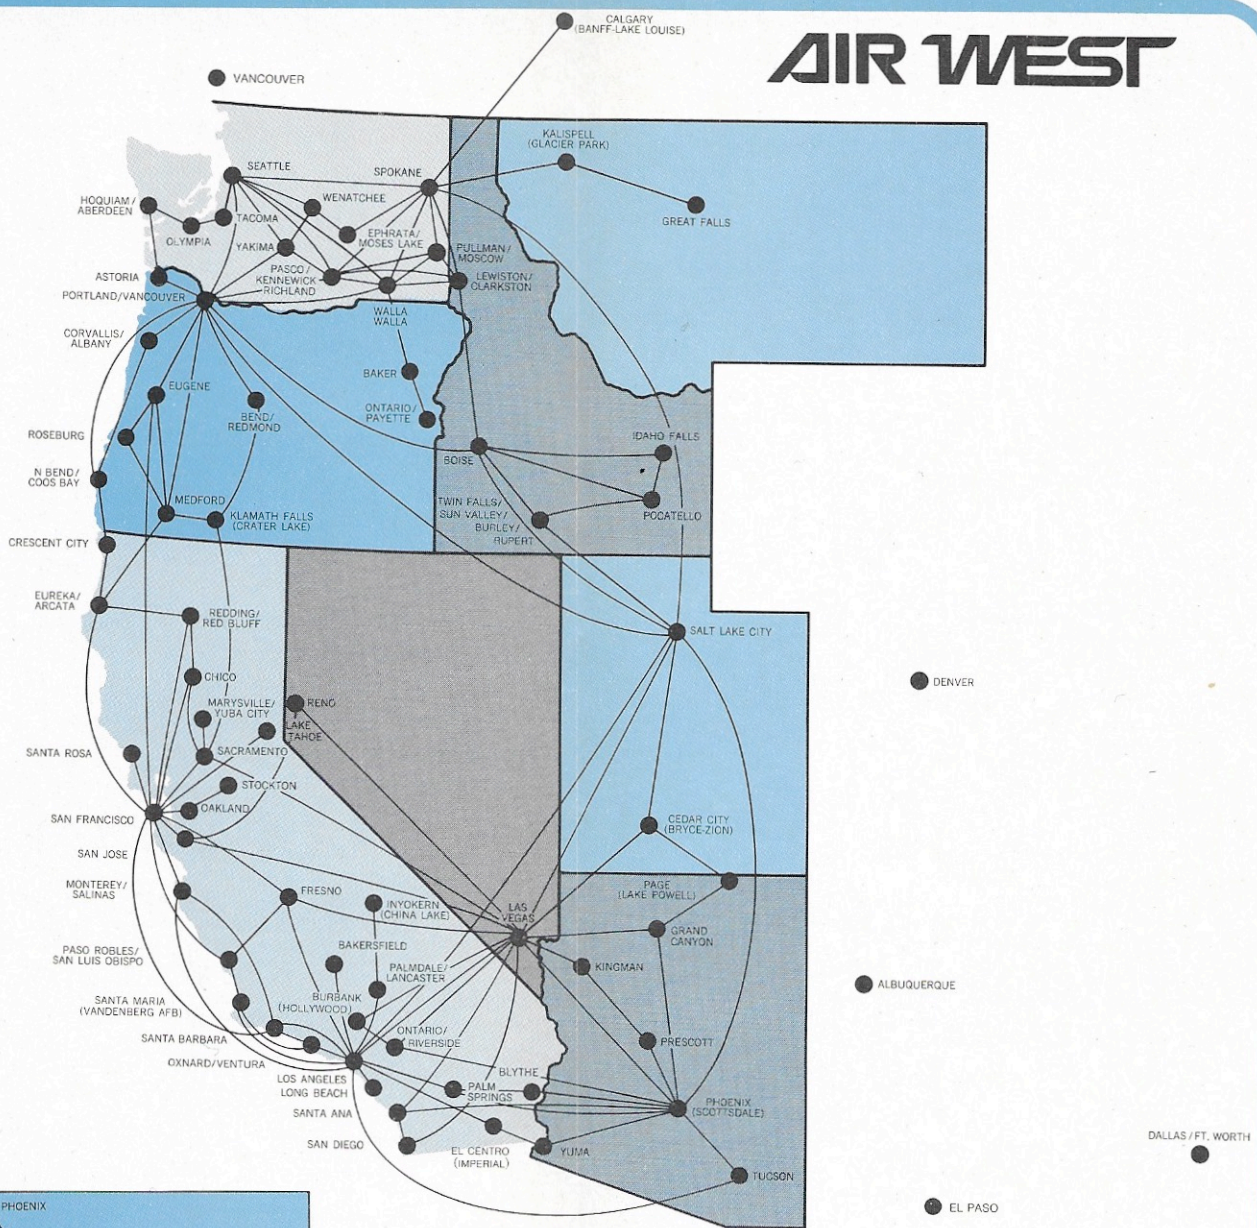 CALGARY
(BANFF-LAKE LOUISE)
AIR WEST
VANCOUVER
KALISPELL
(GLACIER PARK)
SEATTLE
SPOKANE
HOQUIAM/
ABERDEEN
WENATCHEE
TACOMA
GREAT FALLS
OLYMPIA
YAKIMA
EPHRATA/
MOSES LAKE
PULLMAN/
MOSCOW
ASTORIA
PASCO/
KENNEWICK
RICHLAND
LEWISTON/
CLARKSTON
PORTLAND/VANCOUVER
WALLA
WALLA
CORVALLIS/
ALBANY
BAKER
EUGENE
BEND/
REDMOND
ONTARIO/
PAYETTE
ROSEBURG
IDAHO FALLS
BOISE
N BEND/
COOS BAY
MEDFORD
KLAMATH FALLS
(CRATER LAKE)
TWIN FALLS/
SUN VALLEY/
BURLEY/
RUPERT
POCATELLO
CRESCENT CITY
EUREKA/
ARCATA
REDDING/
RED BLUFF
SALT LAKE CITY
CHICO
DENVER
MARYSVILLE/
YUBA CITY
RENO
LAKE
TAHOE
SANTA ROSA
SACRAMENTO
STOCKTON
OAKLAND
SAN FRANCISCO
CEDAR CITY
(BRYCE-ZION)
SAN JOSE
MONTEREY/
SALINAS
FRESNO
INYOKERN
(CHINA LAKE)
PAGE
(LAKE POWELL)
LAS
VEGAS
GRAND
CANYON
BAKERSFIELD
PASO ROBLES/
SAN LUIS OBISPO
PALMDALE/
LANCASTER
KINGMAN
ALBUQUERQUE
SANTA MARIA
(VANDENBERG AFB)
BURBANK
(HOLLYWOOD)
ONTARIO/
RIVERSIDE
SANTA BARBARA
PRESCOTT
OXNARD/VENTURA
BLYTHE
LOS ANGELES
LONG BEACH
PALM
SPRINGS
PHOENIX
(SCOTTSDALE)
SANTA ANA
SAN DIEGO
EL CENTRO
(IMPERIAL)
YUMA
DALLAS/FT. WORTH
TUCSON
PHOENIX
EL PASO